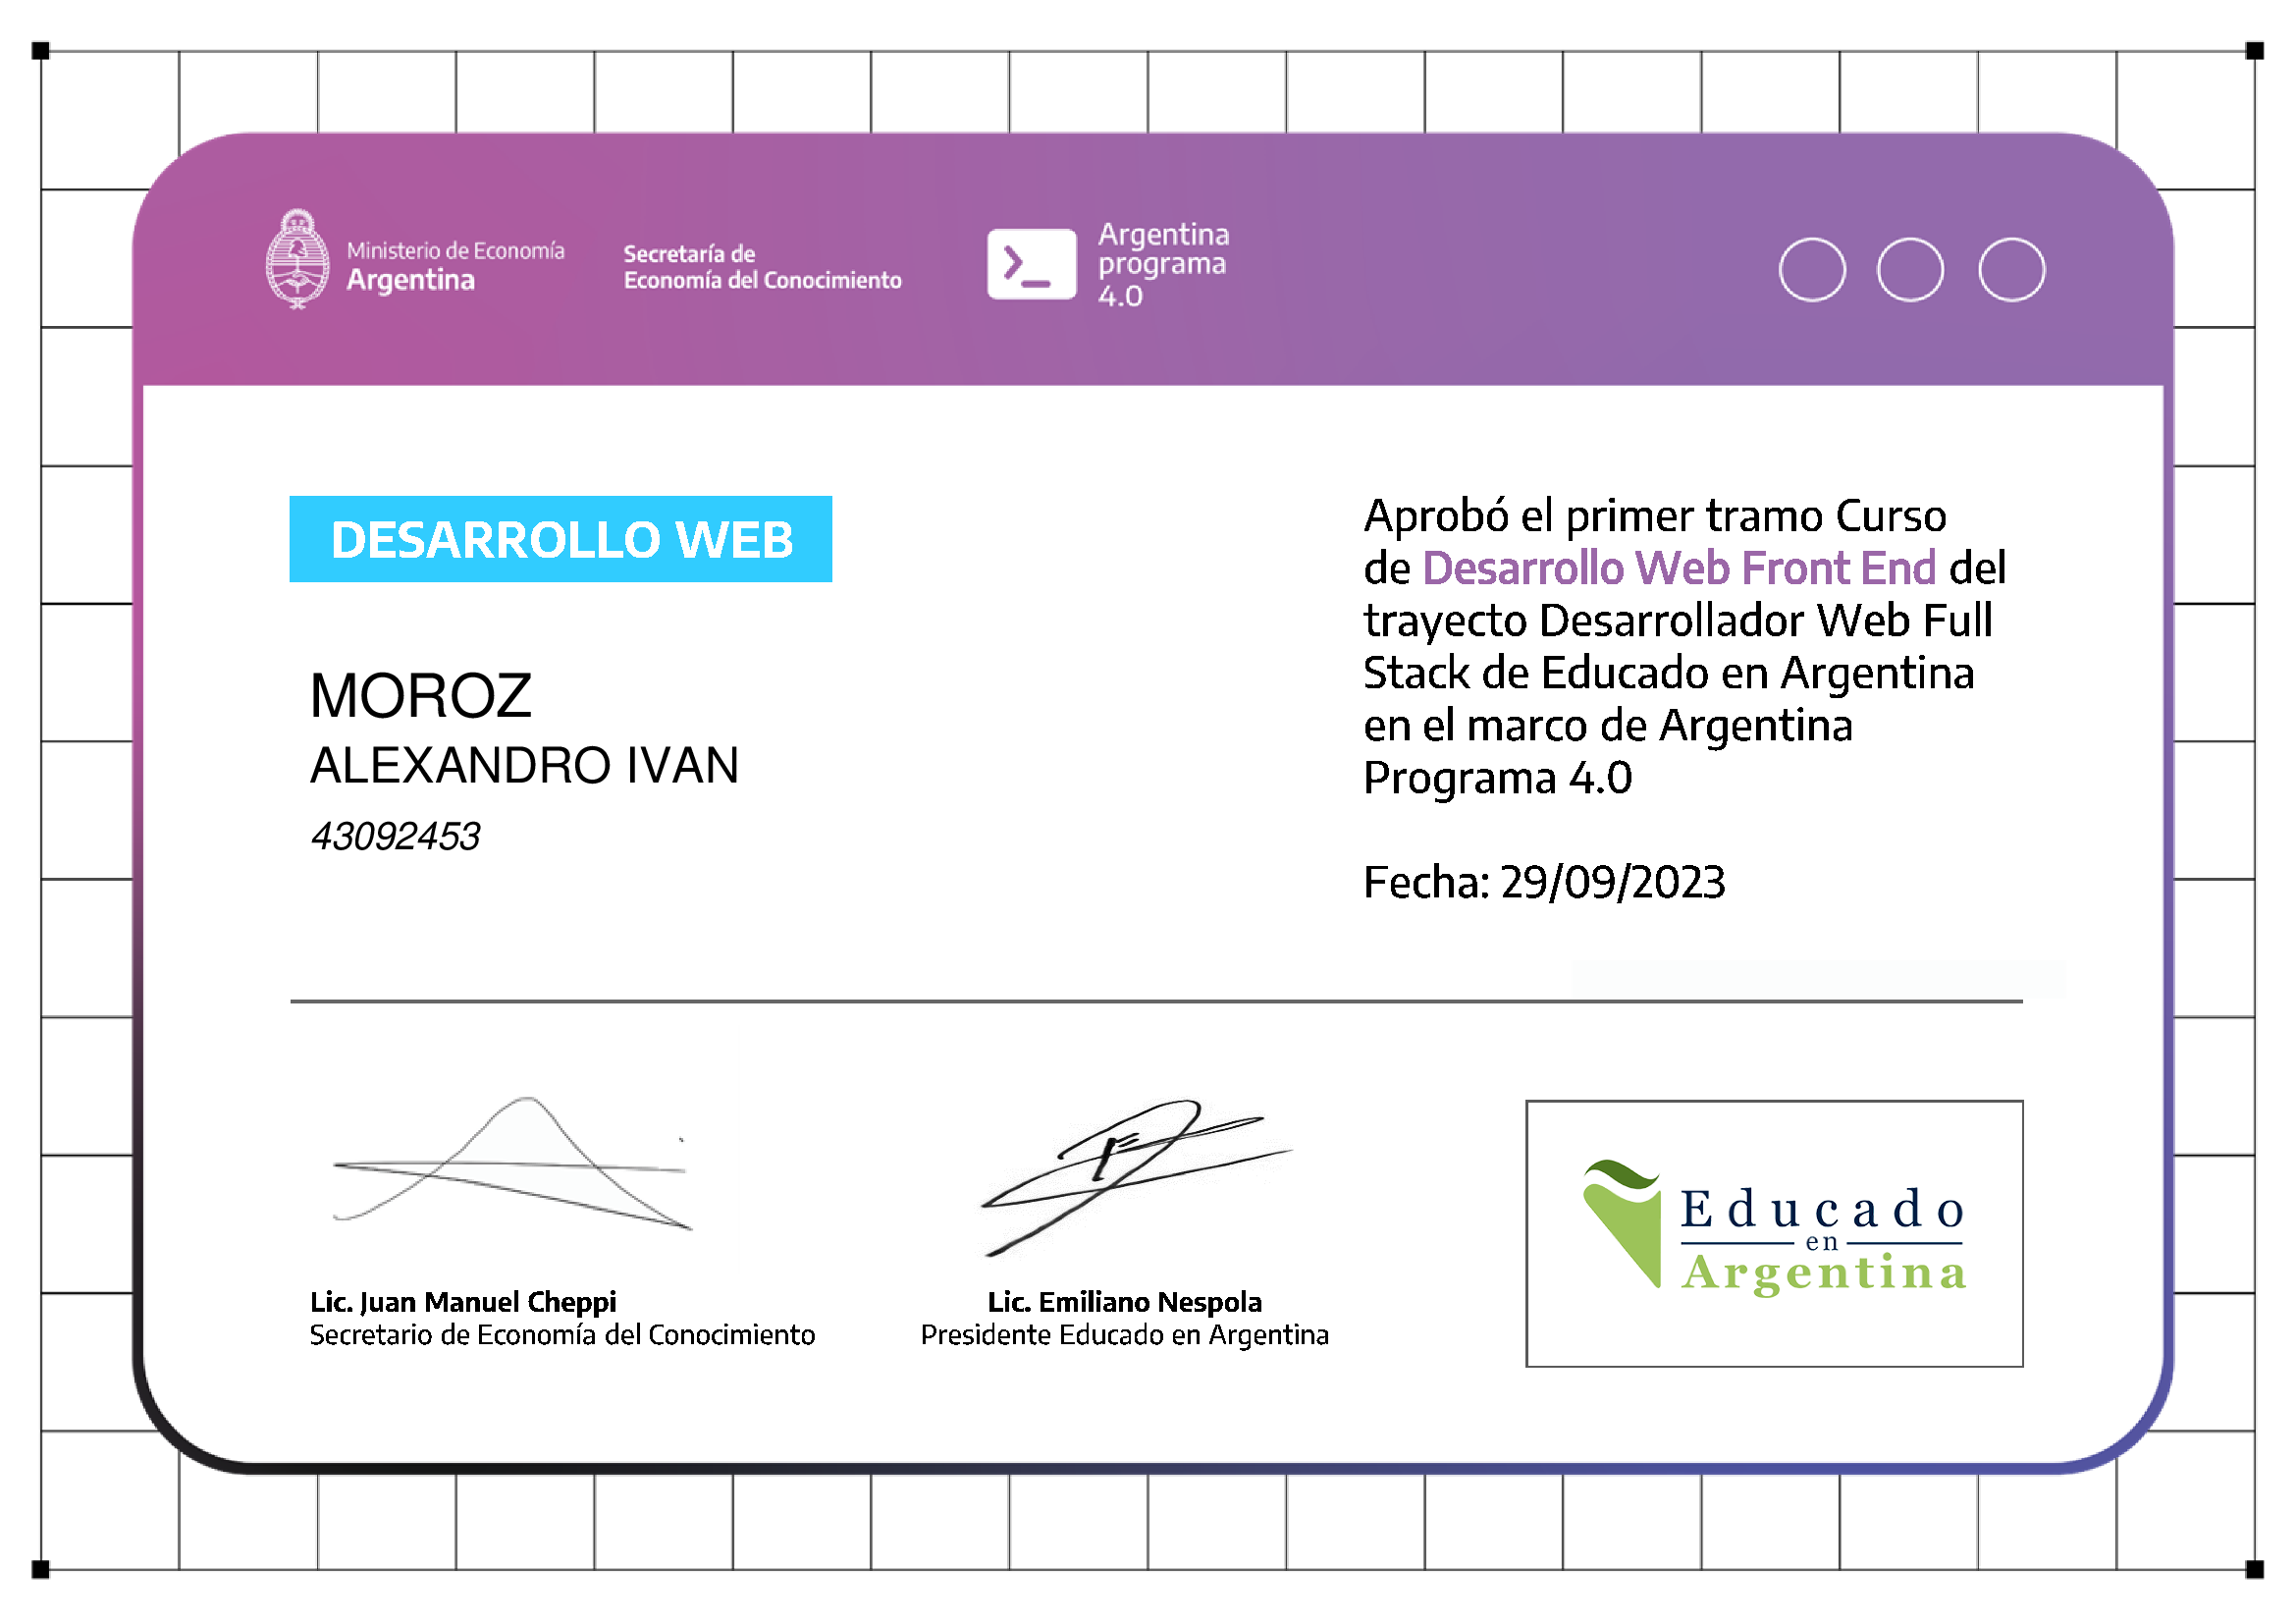 Ministerio de Economía
Argentina
Secretaría de
Economía del Conocimiento
Argentina
programa
4.0
DESARROLLO WEB
MOROZ
ALEXANDRO IVAN
43092453
Aprobó el primer tramo Curso
de Desarrollo Web Front End del
trayecto Desarrollador Web Full
Stack de Educado en Argentina
en el marco de Argentina
Programa 4.0
Fecha: 29/09/2023
Lic. Juan Manuel Cheppi
Secretario de Economía del Conocimiento
Lic. Emiliano Nespola
Presidente Educado en Argentina
Educado
en
Argentina